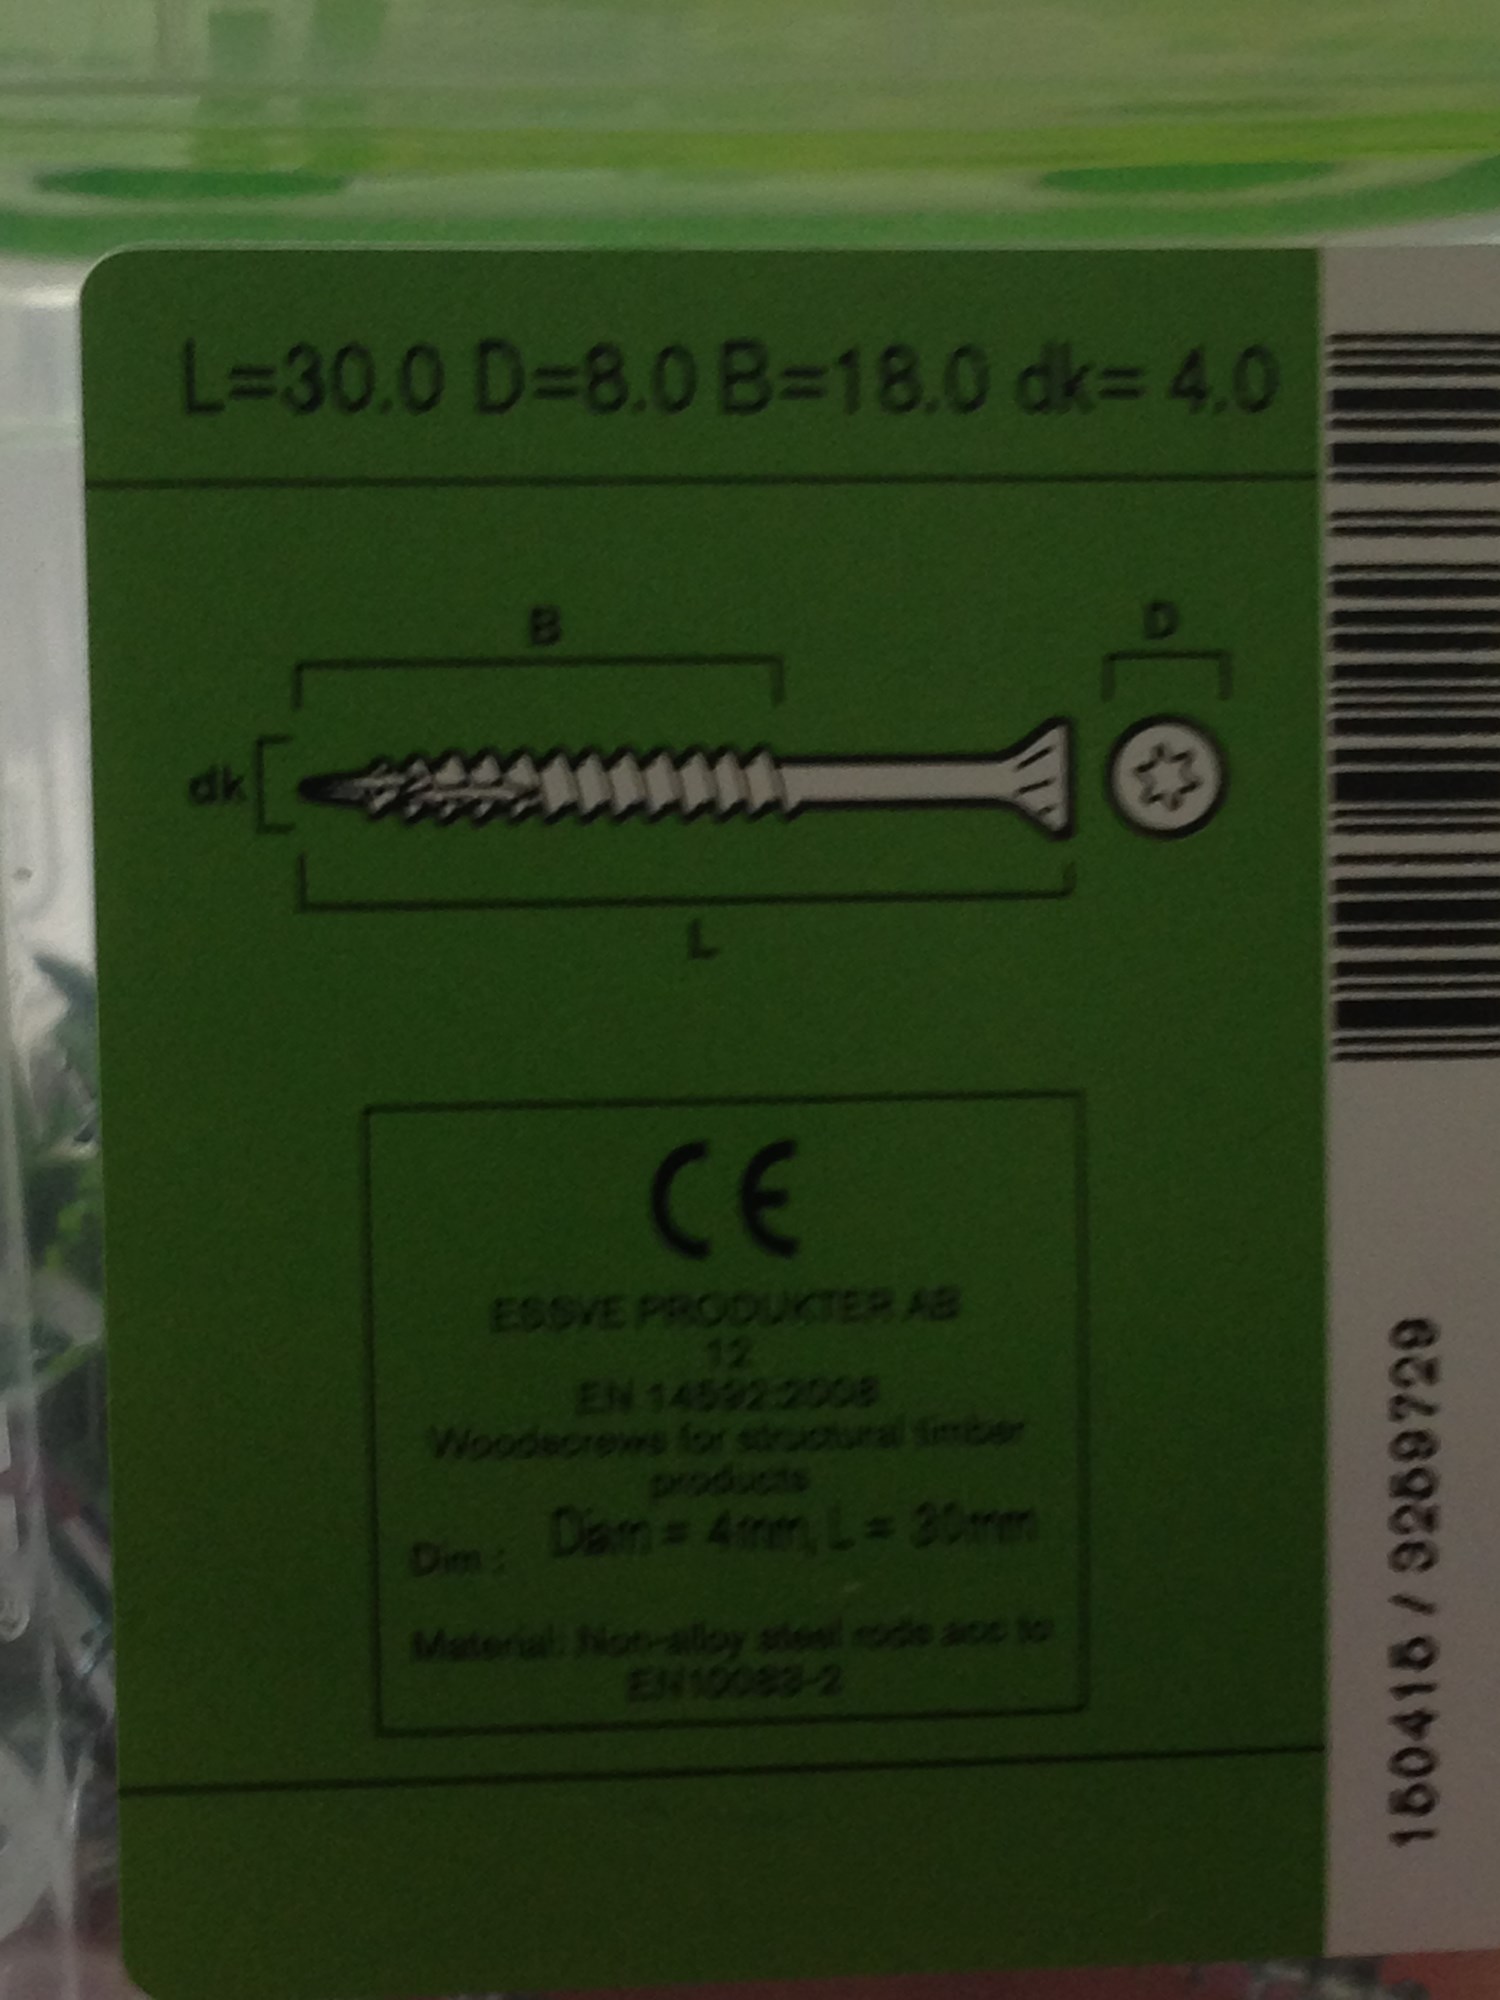 L=30.0 D=8.0 B=18.0 dk= 4.0
B
D
dk
L
CE
ESSVE PRODUKTER AB
12
EN 14592:2008
Woodscrews for structural timber
products
Dim : Diam = 4mm, L = 30mm
Material: Non-alloy steel rods acc to
EN10083-2
150415 / 3259729